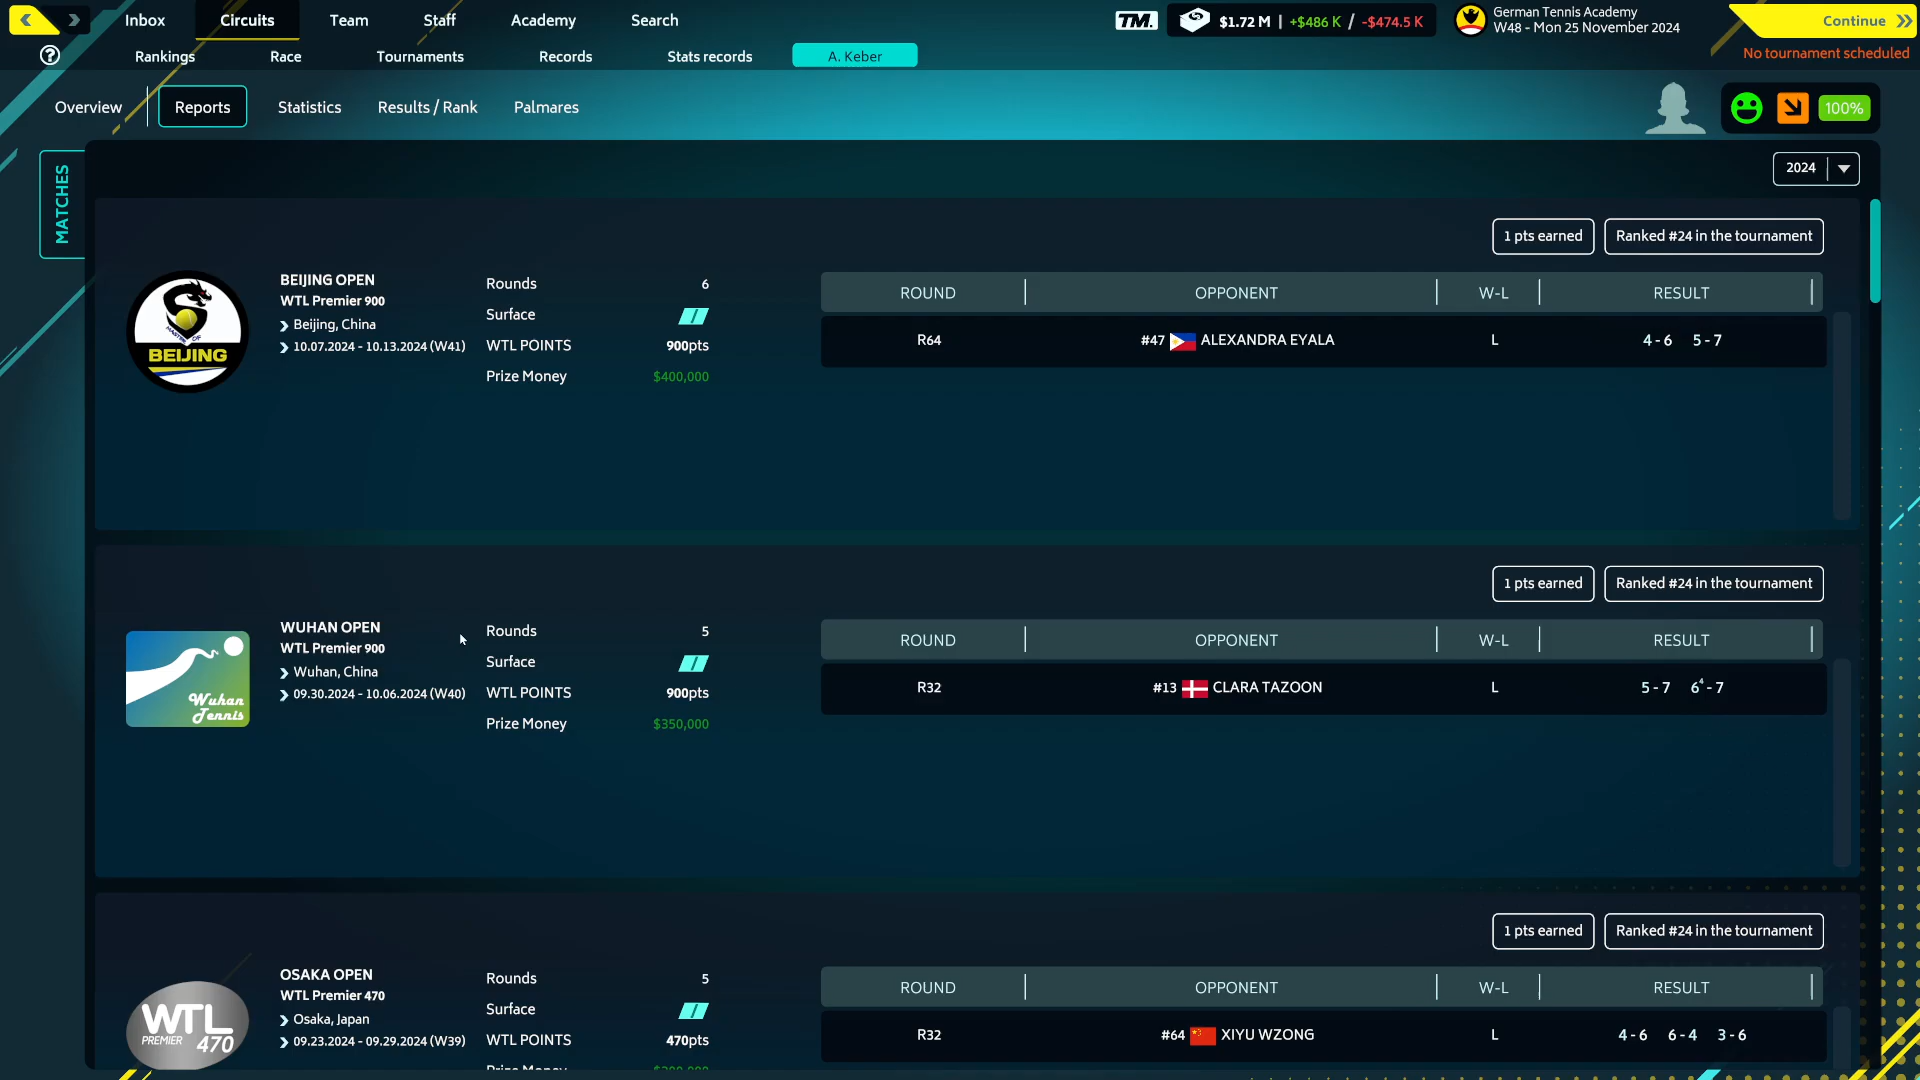 Inbox Circuits Team Staff Academy Search
TM. $1.72 M | +$486 K / -$474.5 K
German Tennis Academy
W48 - Mon 25 November 2024
Continue
No tournament scheduled
Rankings Race Tournaments Records Stats records A. Keber
Overview Reports Statistics Results / Rank Palmares
100%
MATCHES
2024
1 pts earned Ranked #24 in the tournament
BEIJING
BEIJING OPEN
WTL Premier 900
Beijing, China
10.07.2024 - 10.13.2024 (W41)
Rounds 6
Surface
WTL POINTS 900pts
Prize Money $400,000
ROUND OPPONENT W-L RESULT
R64 #47 ALEXANDRA EYALA L 4 - 6 5 - 7
1 pts earned Ranked #24 in the tournament
Wuhan
Tennis
WUHAN OPEN
WTL Premier 900
Wuhan, China
09.30.2024 - 10.06.2024 (W40)
Rounds 5
Surface
WTL POINTS 900pts
Prize Money $350,000
ROUND OPPONENT W-L RESULT
R32 #13 CLARA TAZOON L 5 - 7 6⁴ - 7
1 pts earned Ranked #24 in the tournament
WTL
PREMIER 470
OSAKA OPEN
WTL Premier 470
Osaka, Japan
09.23.2024 - 09.29.2024 (W39)
Rounds 5
Surface
WTL POINTS 470pts
ROUND OPPONENT W-L RESULT
R32 #64 XIYU WZONG L 4 - 6 6 - 4 3 - 6